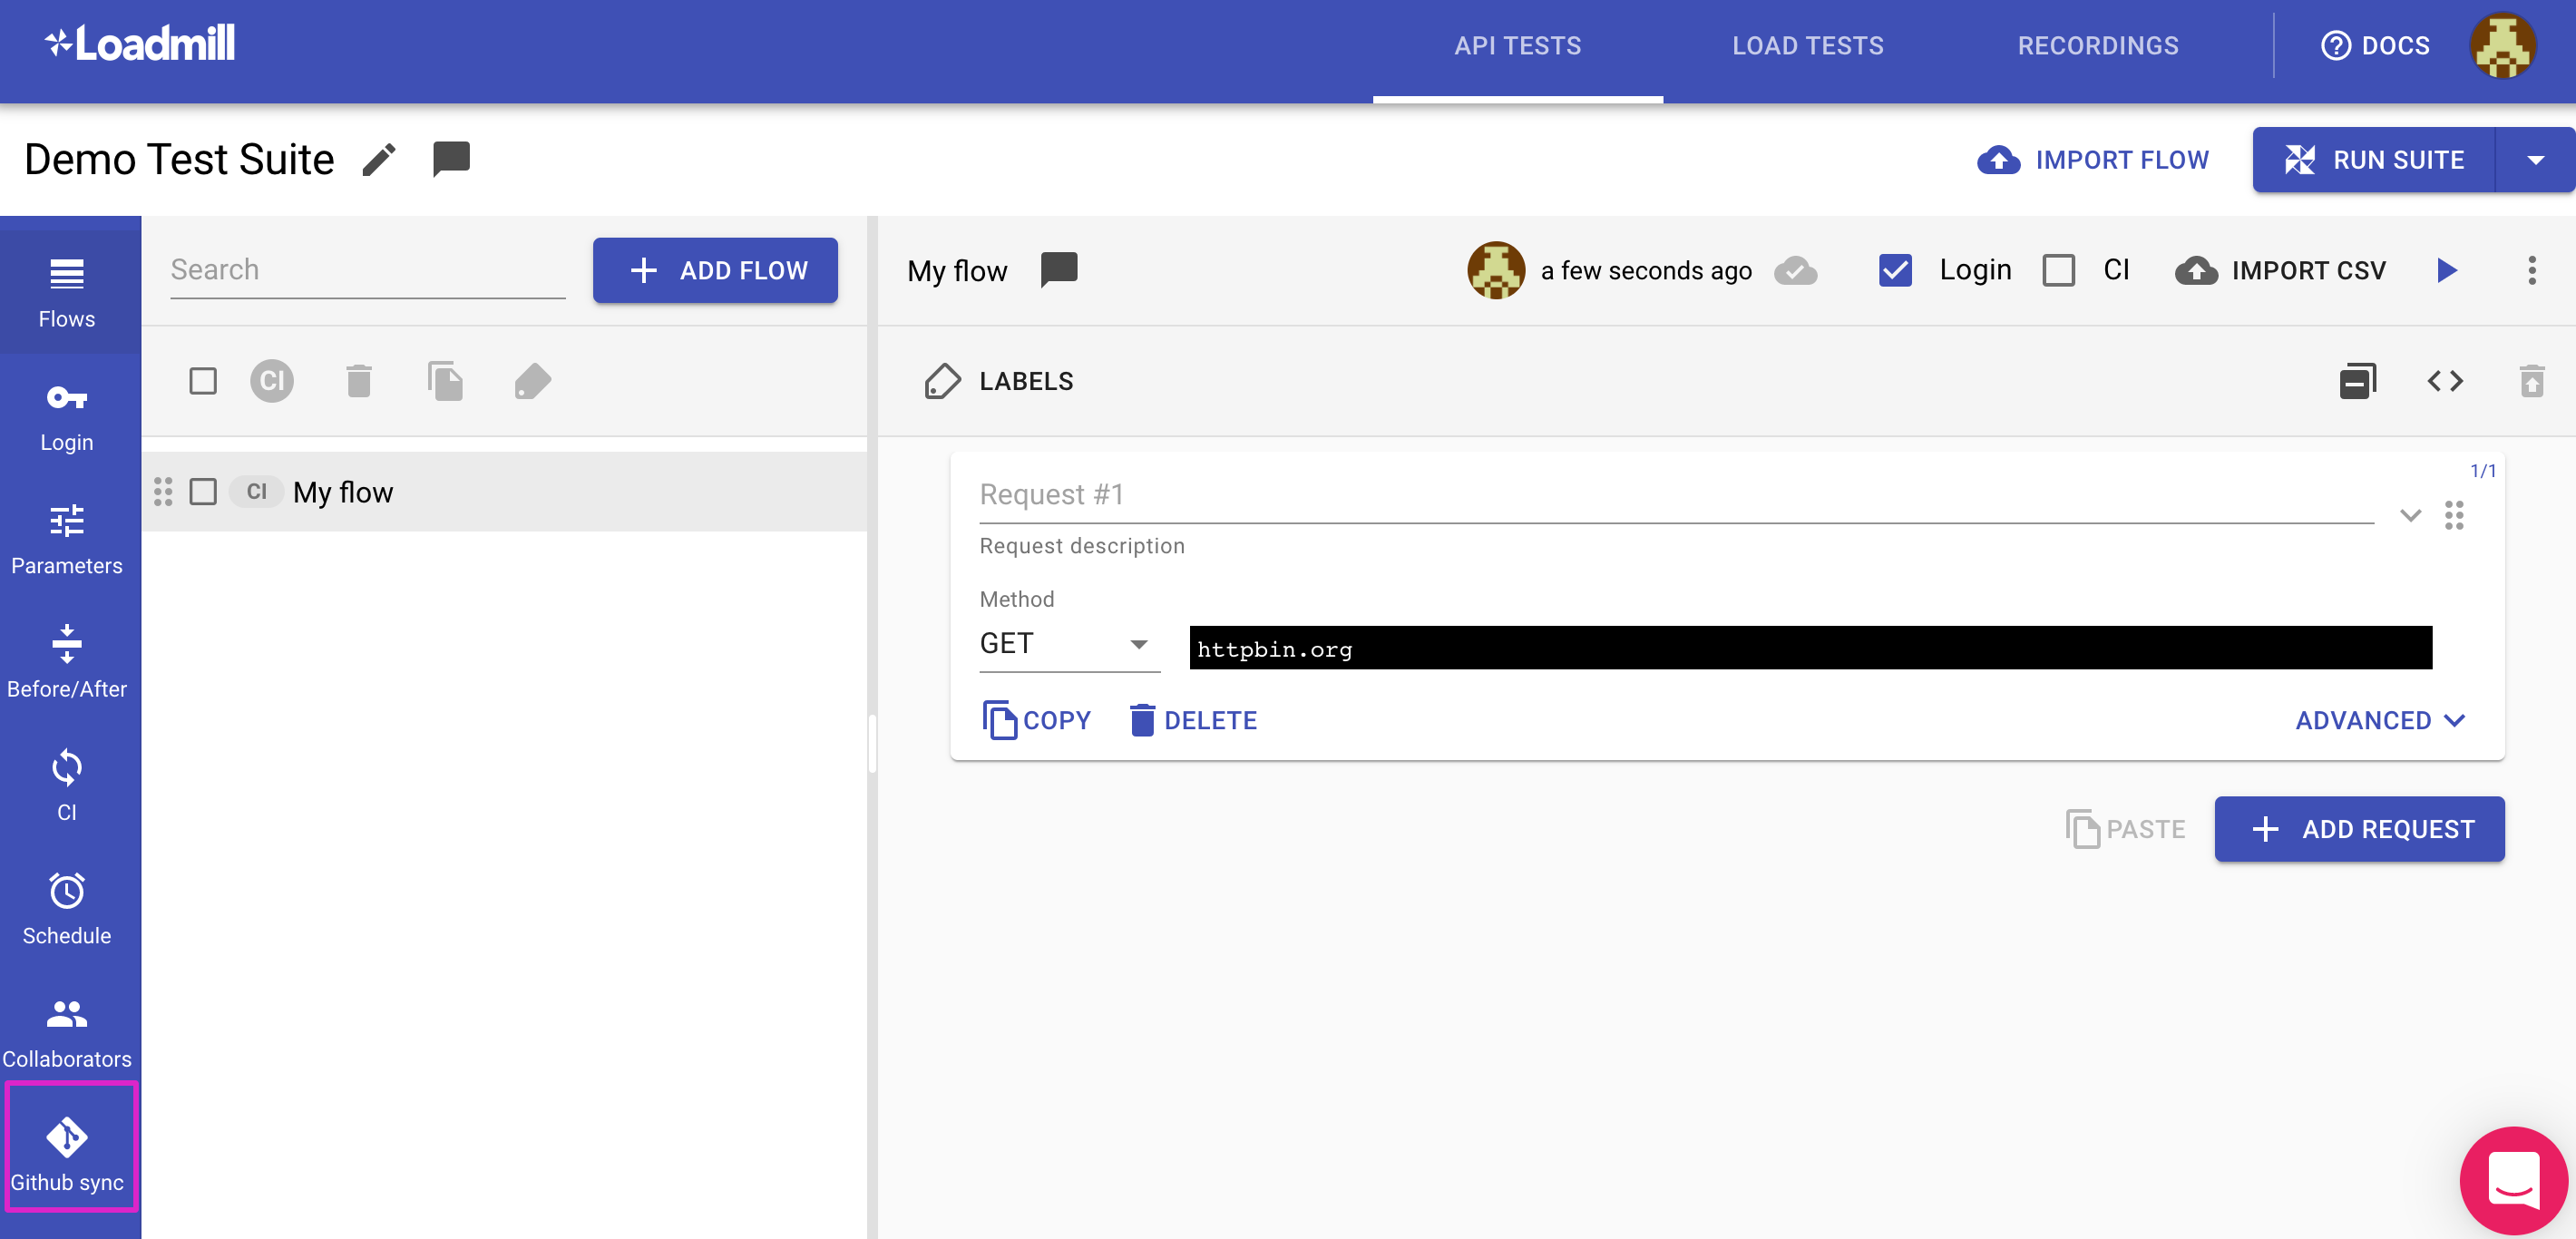 Loadmill
API TESTS
LOAD TESTS
RECORDINGS
DOCS
Demo Test Suite
IMPORT FLOW
RUN SUITE
Flows
Login
Parameters
Before/After
CI
Schedule
Collaborators
Github sync
Search
ADD FLOW
CI
CI My flow
My flow
a few seconds ago
Login
CI
IMPORT CSV
LABELS
1/1
Request #1
Request description
Method
GET
httpbin.org
COPY
DELETE
ADVANCED
PASTE
ADD REQUEST